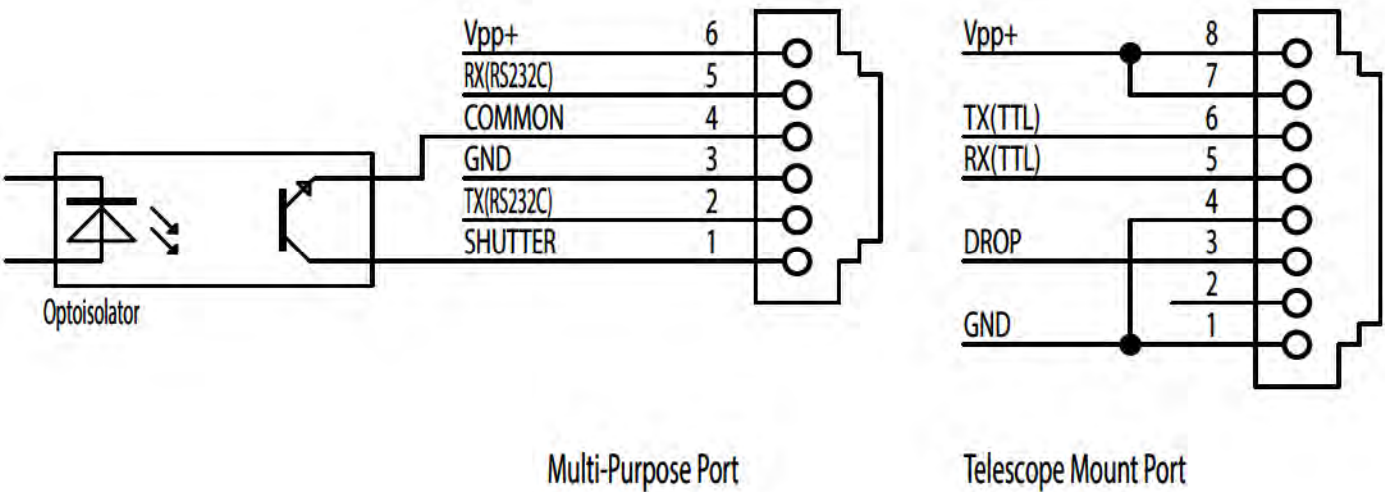 Vpp+ 6
RX(RS232C) 5
COMMON 4
GND 3
TX(RS232C) 2
SHUTTER 1
Optoisolator
Vpp+ 8
7
TX(TTL) 6
RX(TTL) 5
4
DROP 3
2
GND 1
Multi-Purpose Port
Telescope Mount Port